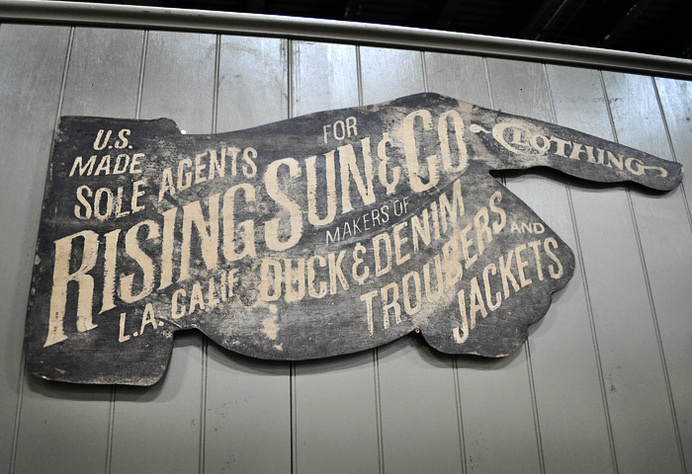 U.S.
MADE
SOLE AGENTS
FOR
RISING SUN & CO
CLOTHING
L.A. CALIF
MAKERS OF
DUCK & DENIM
TROUSERS AND
JACKETS